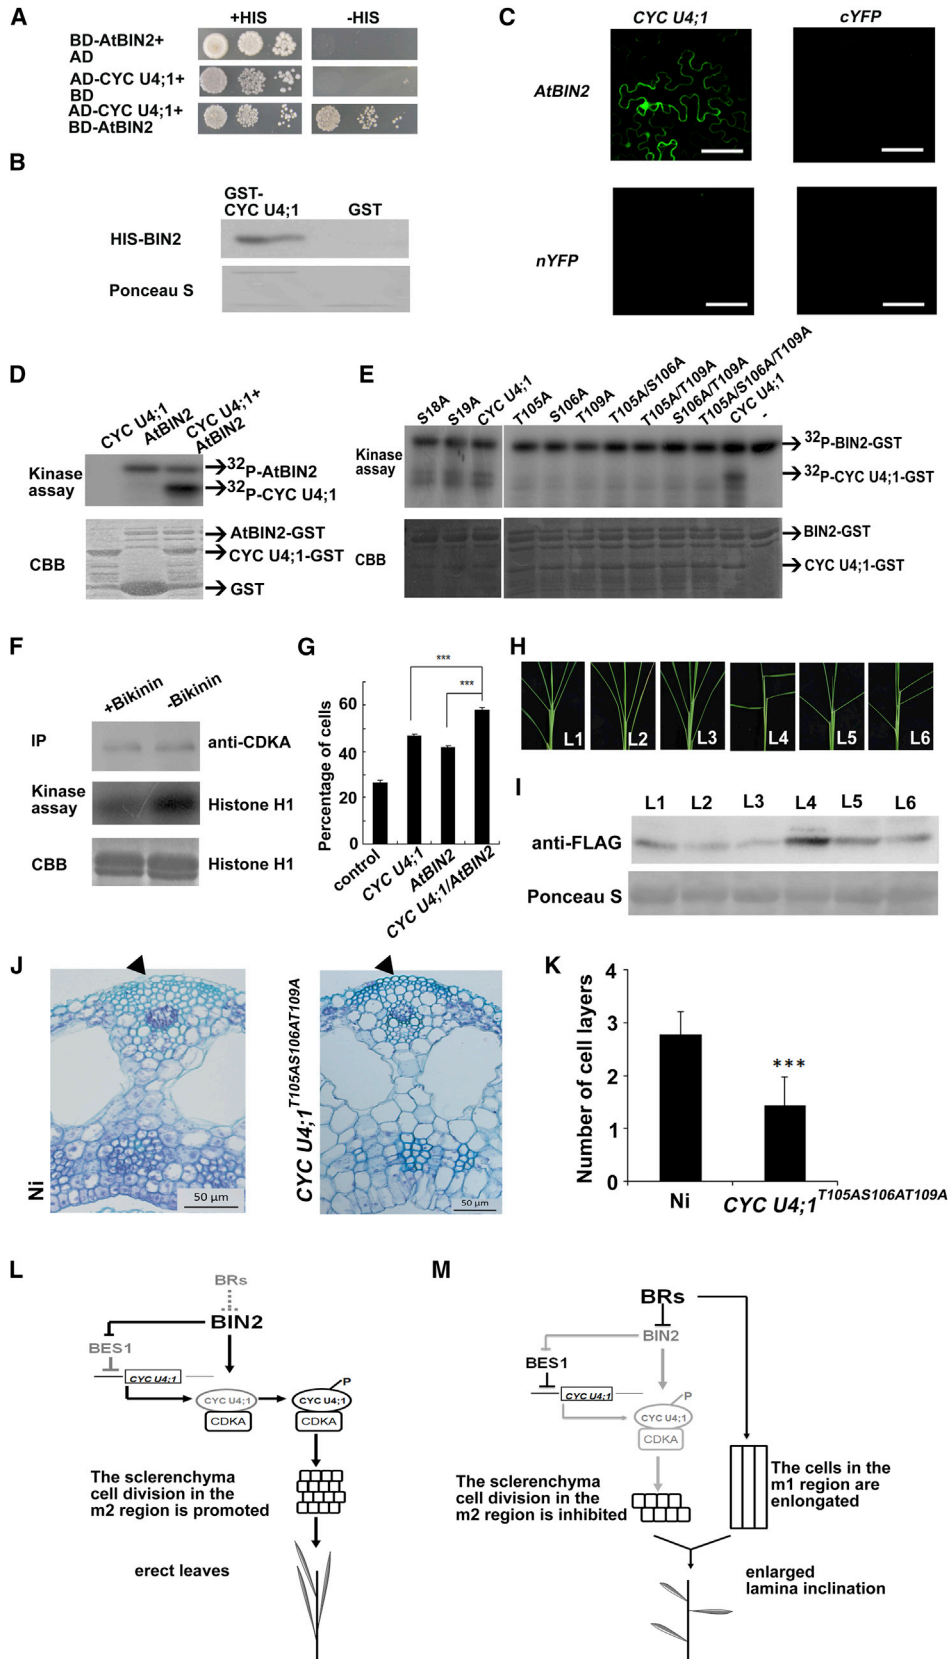 A
+HIS
-HIS
BD-AtBIN2+
AD
AD-CYC U4;1+
BD
AD-CYC U4;1+
BD-AtBIN2
B
GST-
CYC U4;1
GST
HIS-BIN2
Ponceau S
C
CYC U4;1
cYFP
AtBIN2
nYFP
D
CYC U4;1
AtBIN2
CYC U4;1+
AtBIN2
Kinase
assay
32P-AtBIN2
32P-CYC U4;1
CBB
AtBIN2-GST
CYC U4;1-GST
GST
E
S18A
S19A
CYC U4;1
T105A
S106A
T109A
T105A/S106A
T105A/T109A
S106A/T109A
T105A/S106A/T109A
CYC U4;1
-
Kinase
assay
32P-BIN2-GST
32P-CYC U4;1-GST
CBB
BIN2-GST
CYC U4;1-GST
F
+Bikinin
-Bikinin
IP
anti-CDKA
Kinase
assay
Histone H1
CBB
Histone H1
G
Percentage of cells
60
40
20
0
***
***
control
CYC U4;1
AtBIN2
CYC U4;1/AtBIN2
H
L1
L2
L3
L4
L5
L6
I
L1 L2 L3 L4 L5 L6
anti-FLAG
Ponceau S
J
Ni
50 µm
CYC U4;1T105AS106AT109A
50 µm
K
Number of cell layers
4
3
2
1
0
***
Ni
CYC U4;1T105AS106AT109A
L
BRs
BIN2
BES1
CYC U4;1
CYC U4;1
CDKA
P
CYC U4;1
CDKA
The sclerenchyma
cell division in the
m2 region is promoted
erect leaves
M
BRs
BIN2
BES1
CYC U4;1
P
CYC U4;1
CDKA
The sclerenchyma
cell division in the
m2 region is inhibited
The cells in the
m1 region are
enlongated
enlarged
lamina inclination